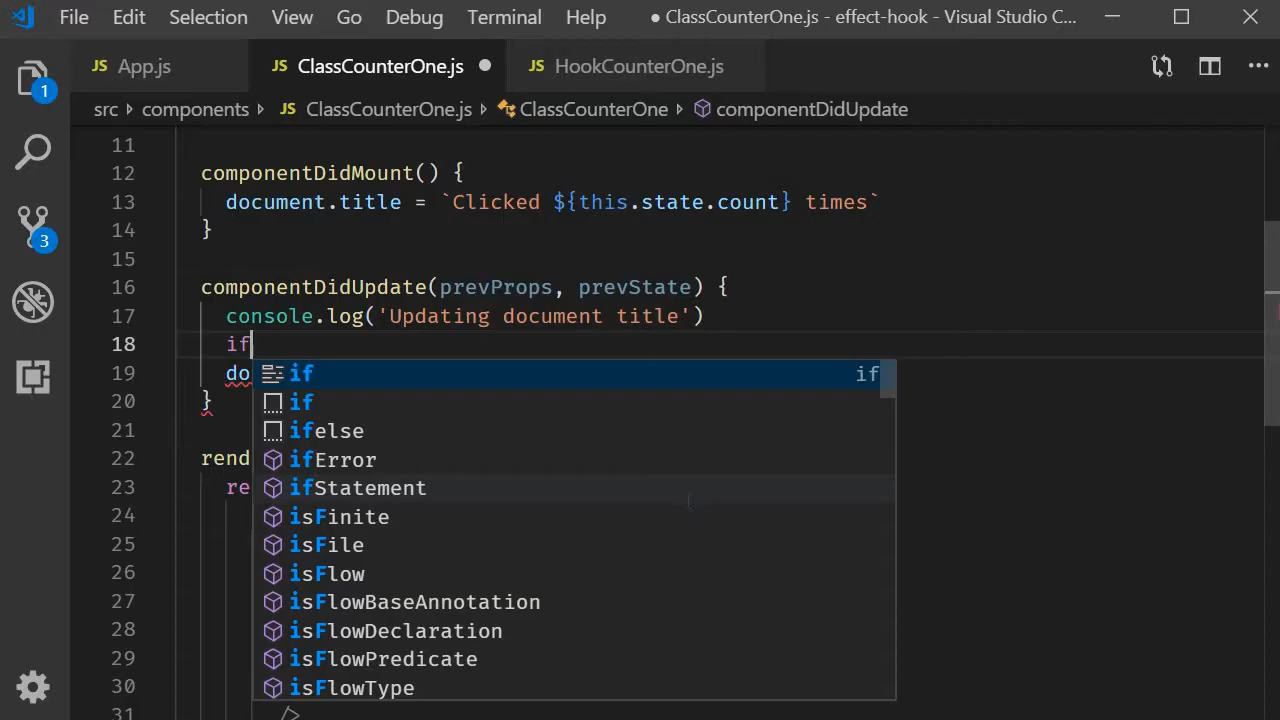 File Edit Selection View Go Debug Terminal Help ● ClassCounterOne.js - effect-hook - Visual Studio C...
JS App.js JS ClassCounterOne.js JS HookCounterOne.js
src components JS ClassCounterOne.js ClassCounterOne componentDidUpdate
1
3
11
12 componentDidMount() {
13 document.title = `Clicked ${this.state.count} times`
14 }
15
16 componentDidUpdate(prevProps, prevState) {
17 console.log('Updating document title')
18 if
19 do if if
20 } if
21 ifelse
22 rend ifError
23 re ifStatement
24 isFinite
25 isFile
26 isFlow
27 isFlowBaseAnnotation
28 isFlowDeclaration
29 isFlowPredicate
30 isFlowType
31 >